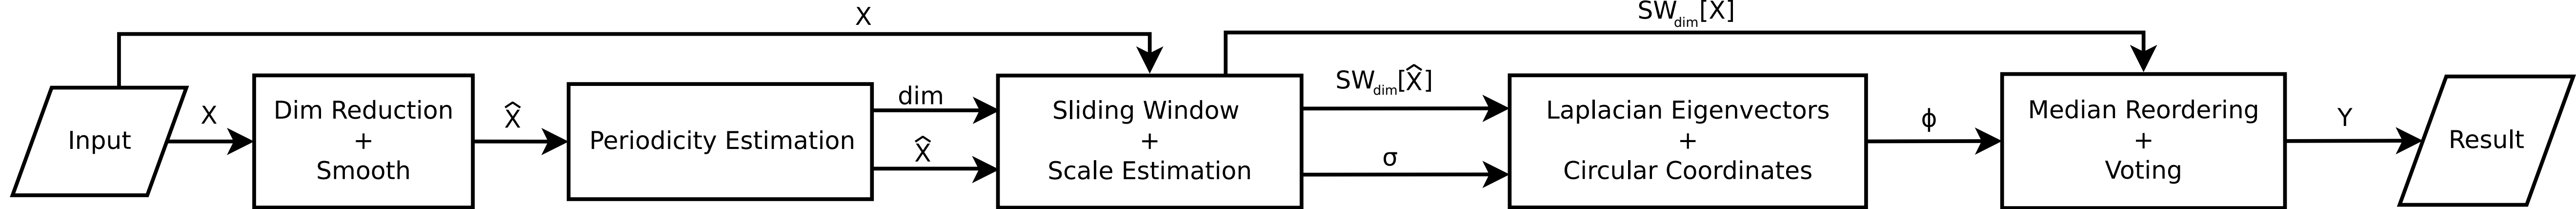 X
SW_dim[X]
Input
X
Dim Reduction
+
Smooth
X̂
Periodicity Estimation
dim
X̂
Sliding Window
+
Scale Estimation
SW_dim[X̂]
σ
Laplacian Eigenvectors
+
Circular Coordinates
ϕ
Median Reordering
+
Voting
Y
Result